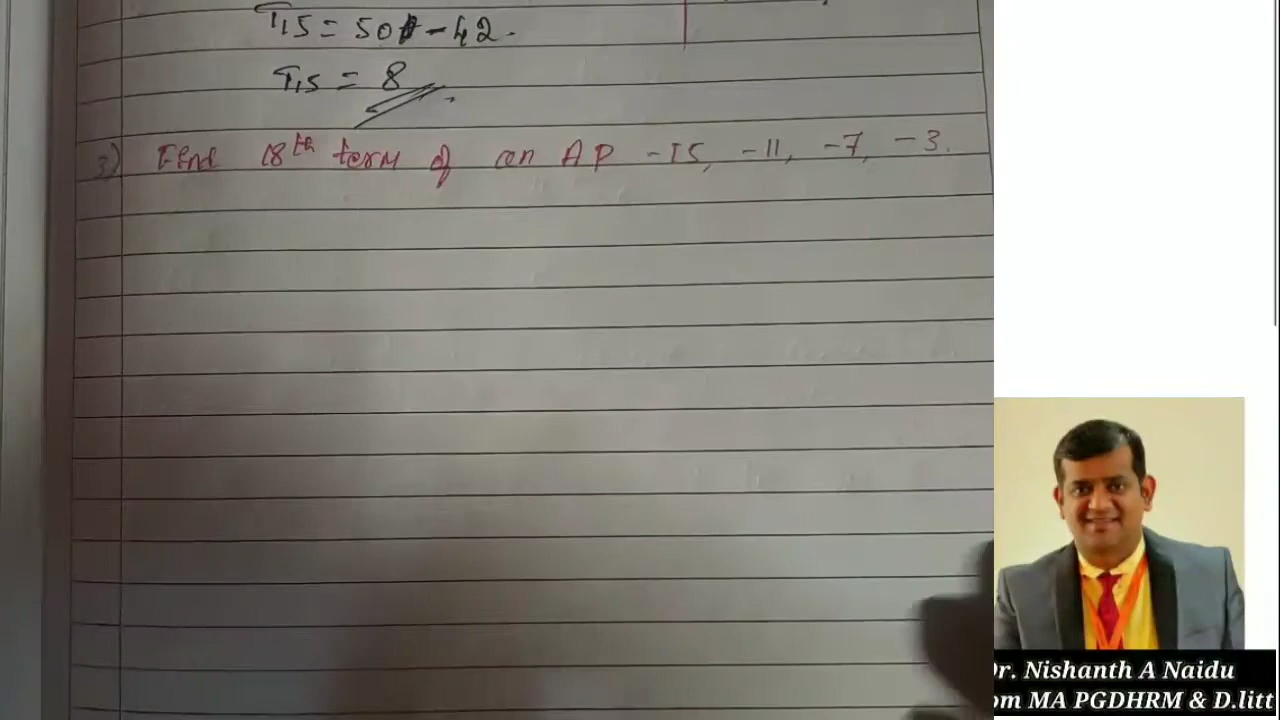 T15 = 50 - 42.
T15 = 8
3) Find 18th term of an AP -15, -11, -7, -3.
Dr. Nishanth A Naidu
om MA PGDHRM & D.litt